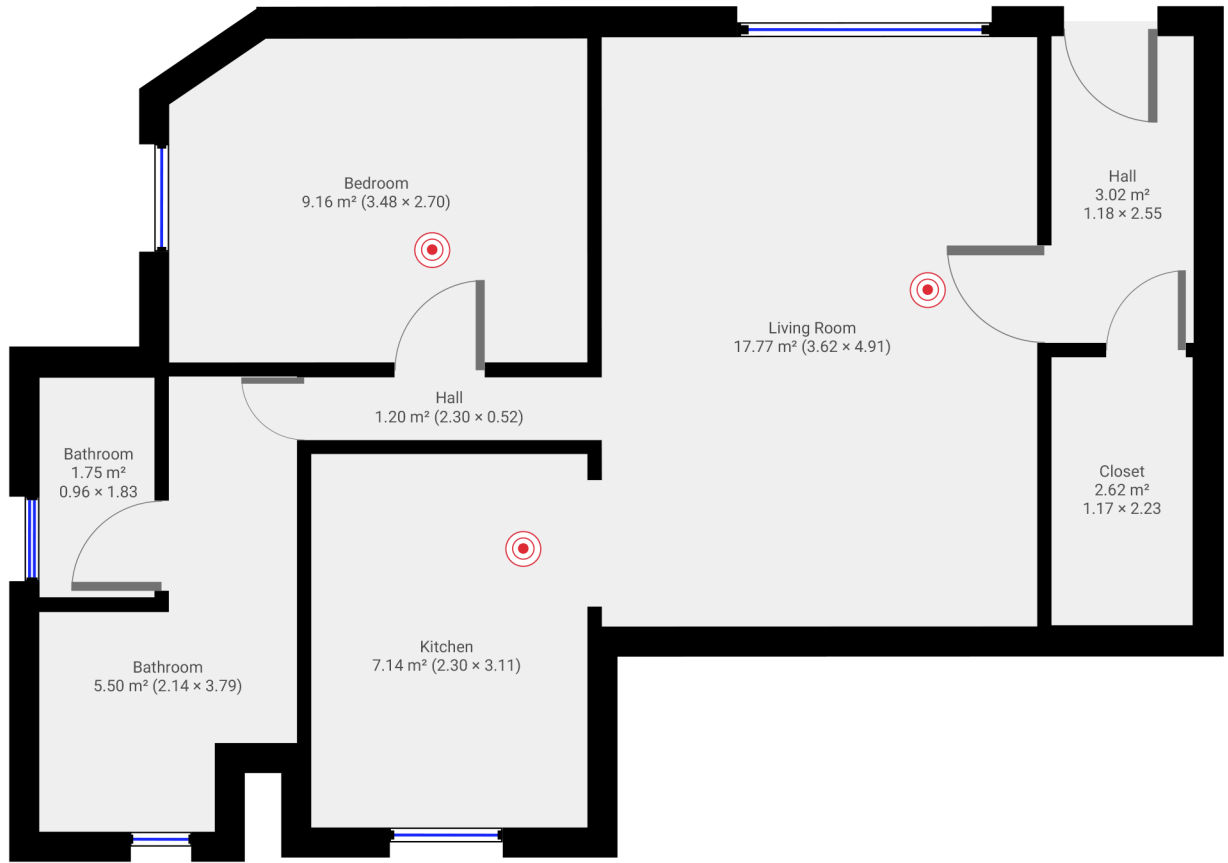 Bedroom
9.16 m² (3.48 × 2.70)
Hall
3.02 m²
1.18 × 2.55
Living Room
17.77 m² (3.62 × 4.91)
Hall
1.20 m² (2.30 × 0.52)
Bathroom
1.75 m²
0.96 × 1.83
Closet
2.62 m²
1.17 × 2.23
Kitchen
7.14 m² (2.30 × 3.11)
Bathroom
5.50 m² (2.14 × 3.79)